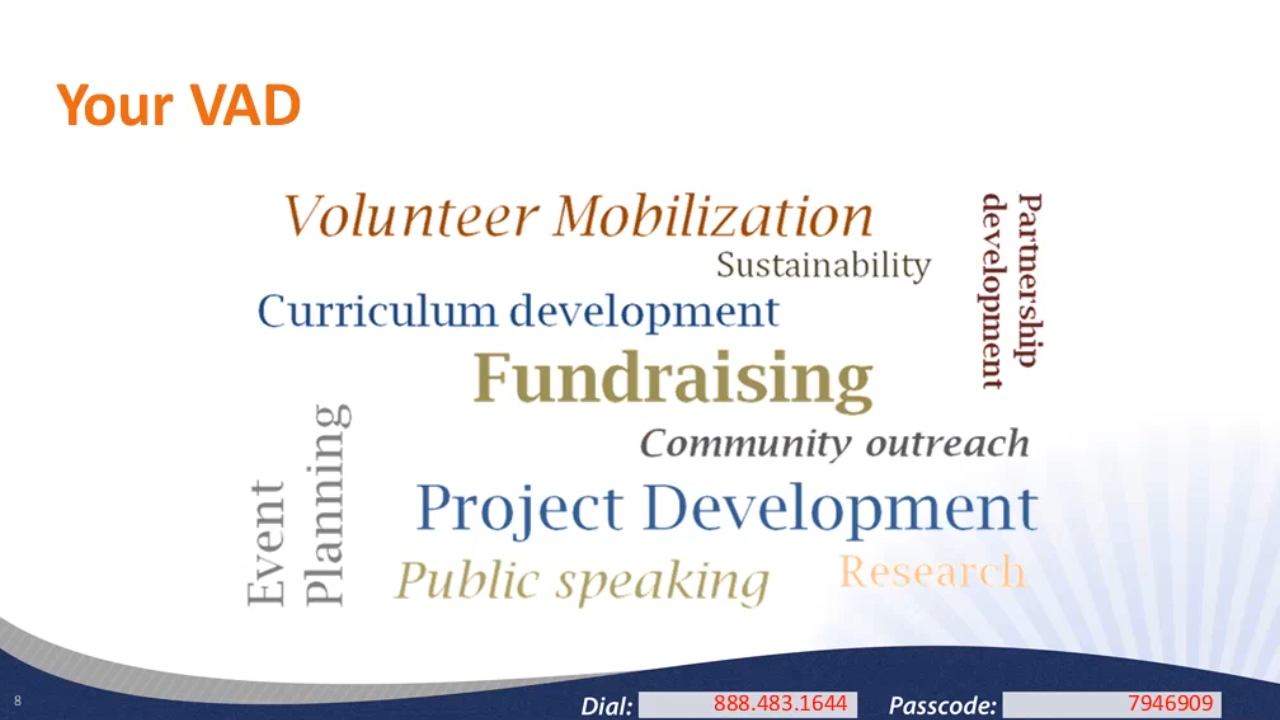 Your VAD
Volunteer Mobilization
Sustainability
Partnership
development
Curriculum development
Fundraising
Community outreach
Event
Planning
Project Development
Public speaking
Research
8
Dial: 888.483.1644
Passcode: 7946909